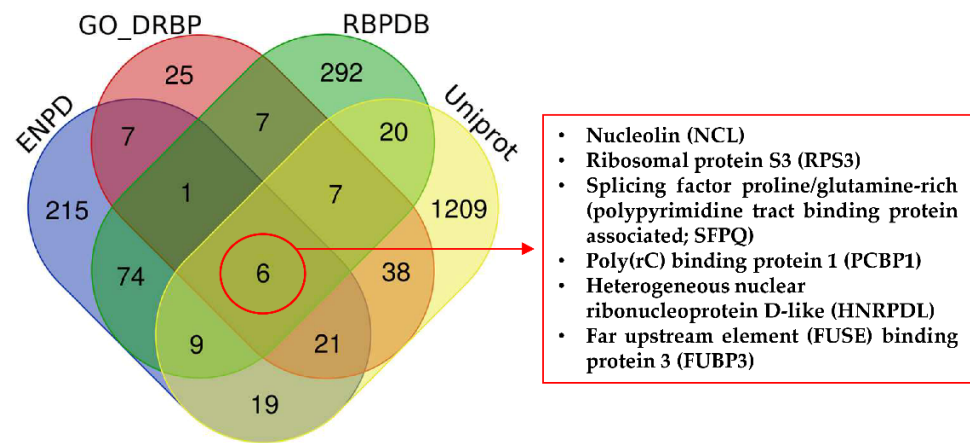 GO_DRBP
RBPDB
ENPD
Uniprot
25
292
7
7
20
1
7
215
1209
74
6
38
9
21
19
• Nucleolin (NCL)
• Ribosomal protein S3 (RPS3)
• Splicing factor proline/glutamine-rich
(polypyrimidine tract binding protein
associated; SFPQ)
• Poly(rC) binding protein 1 (PCBP1)
• Heterogeneous nuclear
ribonucleoprotein D-like (HNRPDL)
• Far upstream element (FUSE) binding
protein 3 (FUBP3)